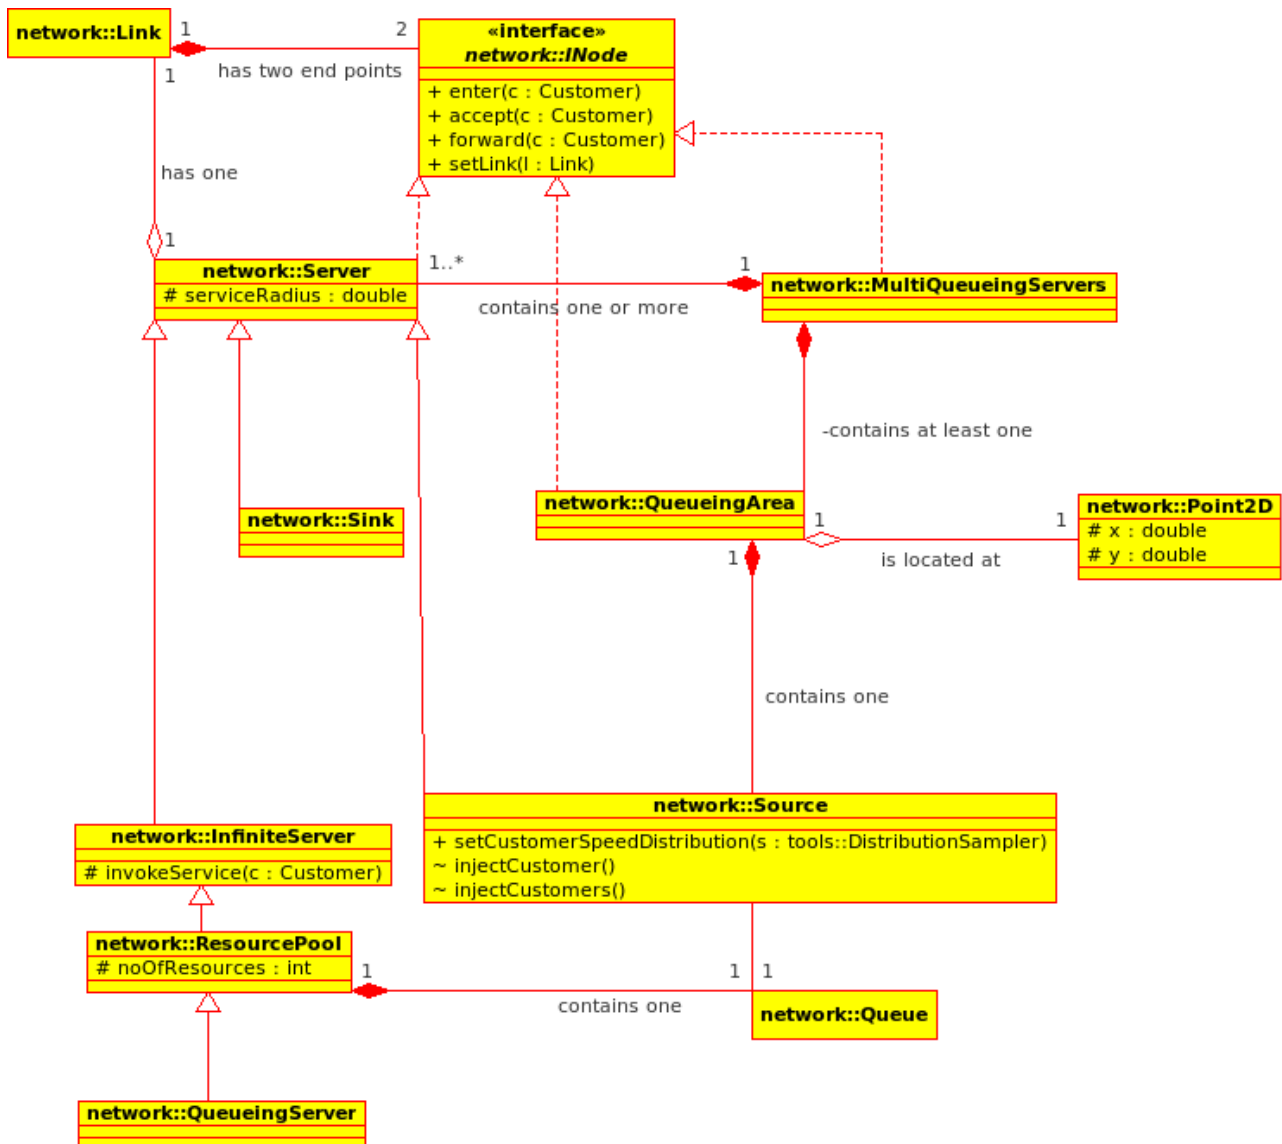 network::Link
1
2
has two end points
1
«interface»
network::INode
+ enter(c : Customer)
+ accept(c : Customer)
+ forward(c : Customer)
+ setLink(l : Link)
has one
1
network::Server
# serviceRadius : double
1..*
1
contains one or more
network::MultiQueueingServers
-contains at least one
network::Sink
network::QueueingArea
1
1
is located at
network::Point2D
# x : double
# y : double
1
contains one
network::Source
+ setCustomerSpeedDistribution(s : tools::DistributionSampler)
~ injectCustomer()
~ injectCustomers()
network::InfiniteServer
# invokeService(c : Customer)
network::ResourcePool
# noOfResources : int
1
1
1
contains one
network::Queue
network::QueueingServer